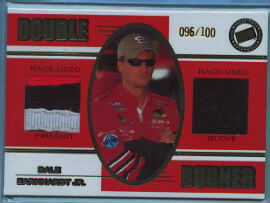 DOUBLE
096/100
RACE-USED
RACE-USED
FIRESUIT
GLOVE
DALE
EARNHARDT JR.
BURNER